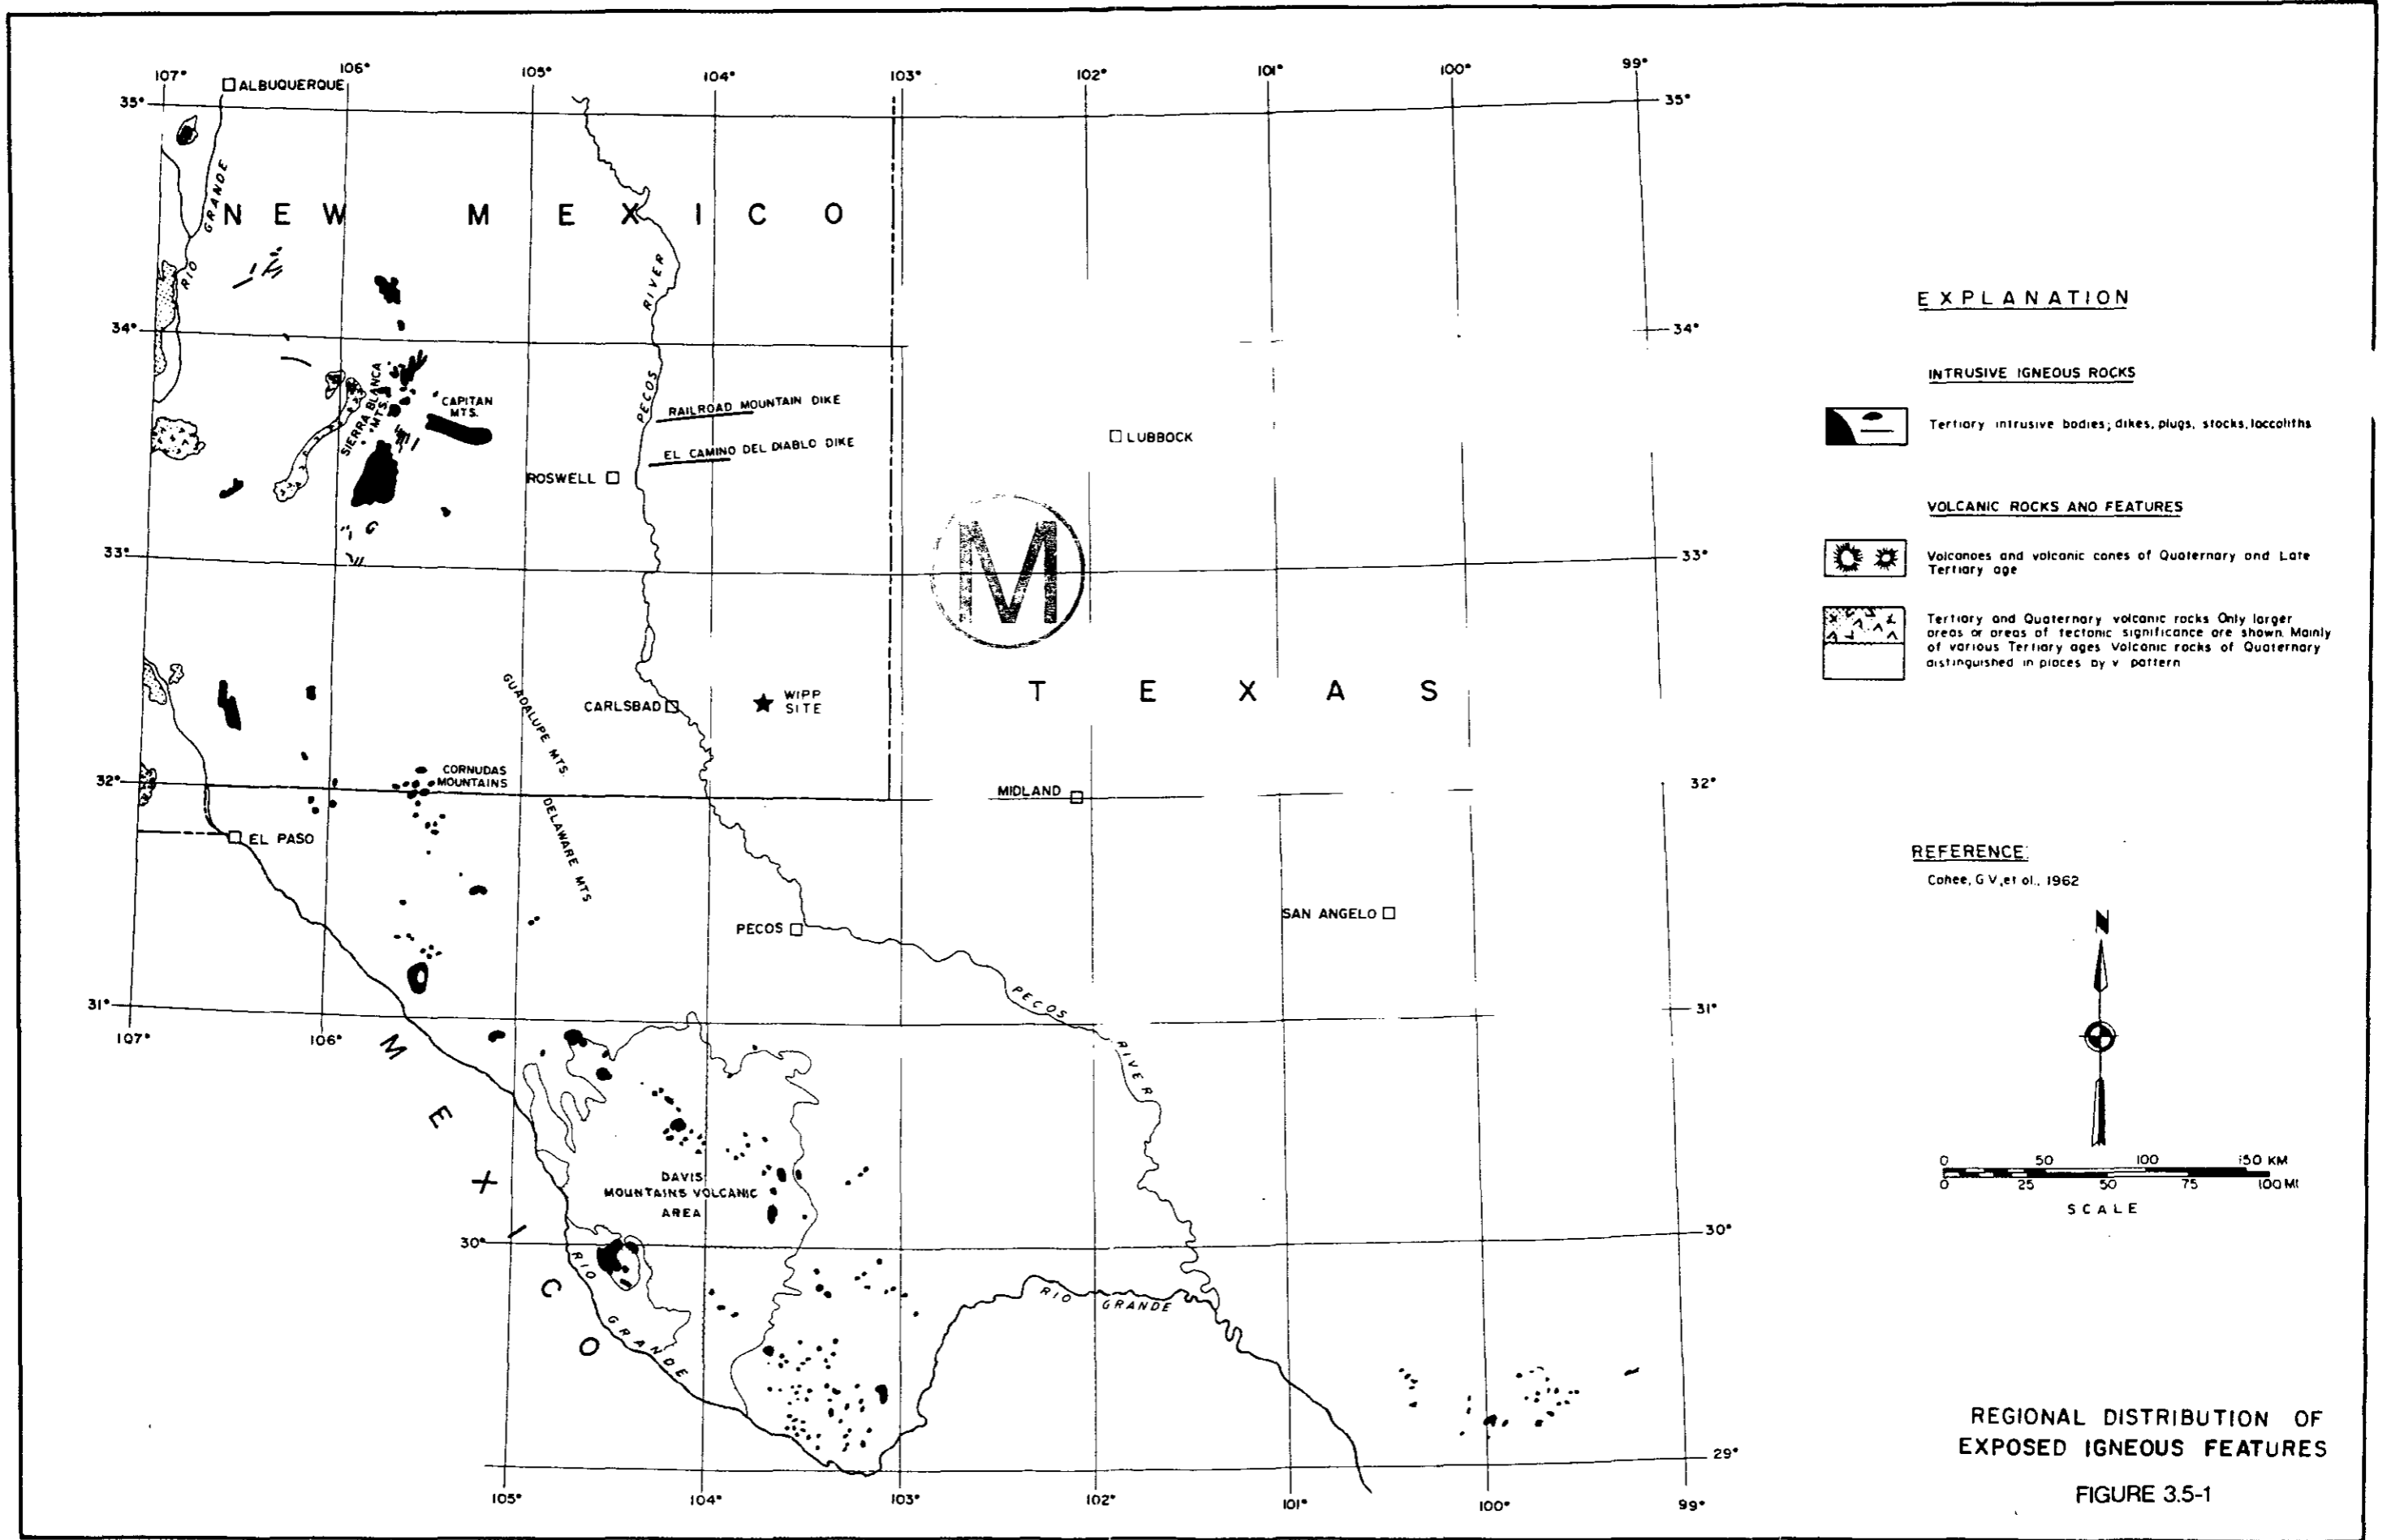 107°
106°
105°
104°
103°
102°
101°
100°
99°
ALBUQUERQUE
35°
35°
RIO GRANDE
NEW MEXICO
PECOS RIVER
34°
34°
SIERRA BLANCA
MTS.
CAPITAN
MTS.
RAILROAD MOUNTAIN DIKE
EL CAMINO DEL DIABLO DIKE
ROSWELL
LUBBOCK
33°
33°
M
GUADALUPE MTS.
CARLSBAD
WIPP
SITE
TEXAS
CORNUDAS
MOUNTAINS
32°
32°
DELAWARE MTS
MIDLAND
EL PASO
PECOS
SAN ANGELO
31°
31°
107°
106°
MEXICO
PECOS RIVER
DAVIS
MOUNTAINS VOLCANIC
AREA
30°
30°
RIO GRANDE
RIO GRANDE
29°
105°
104°
103°
102°
101°
100°
99°
EXPLANATION
INTRUSIVE IGNEOUS ROCKS
Tertiary intrusive bodies; dikes, plugs, stocks, loccoliths
VOLCANIC ROCKS AND FEATURES
Volcanoes and volcanic cones of Quaternary and Late
Tertiary age
Tertiary and Quaternary volcanic rocks Only larger
areas or areas of tectonic significance are shown. Mainly
of various Tertiary ages Volcanic rocks of Quaternary
distinguished in places by v pattern
REFERENCE:
Cohee, G V, et al., 1962
N
0 50 100 150 KM
0 25 50 75 100 MI
SCALE
REGIONAL DISTRIBUTION OF
EXPOSED IGNEOUS FEATURES
FIGURE 3.5-1